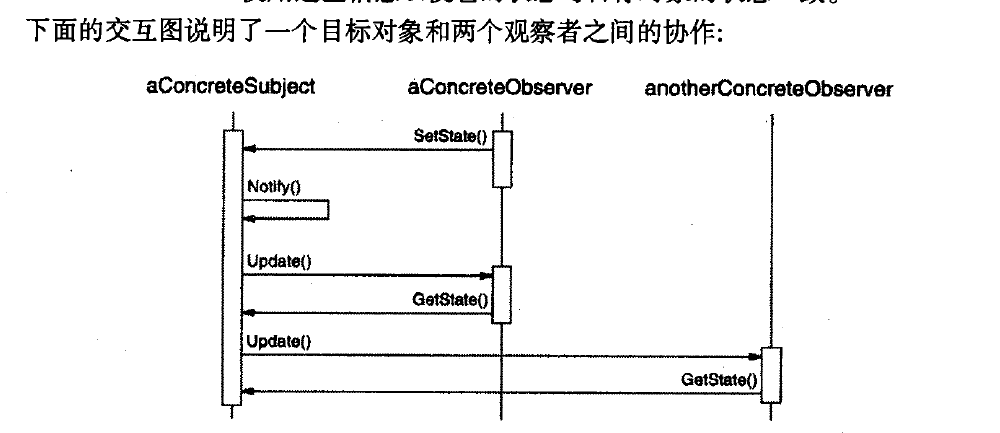 下面的交互图说明了一个目标对象和两个观察者之间的协作:
aConcreteSubject
aConcreteObserver
anotherConcreteObserver
SetState()
Notify()
Update()
GetState()
Update()
GetState()